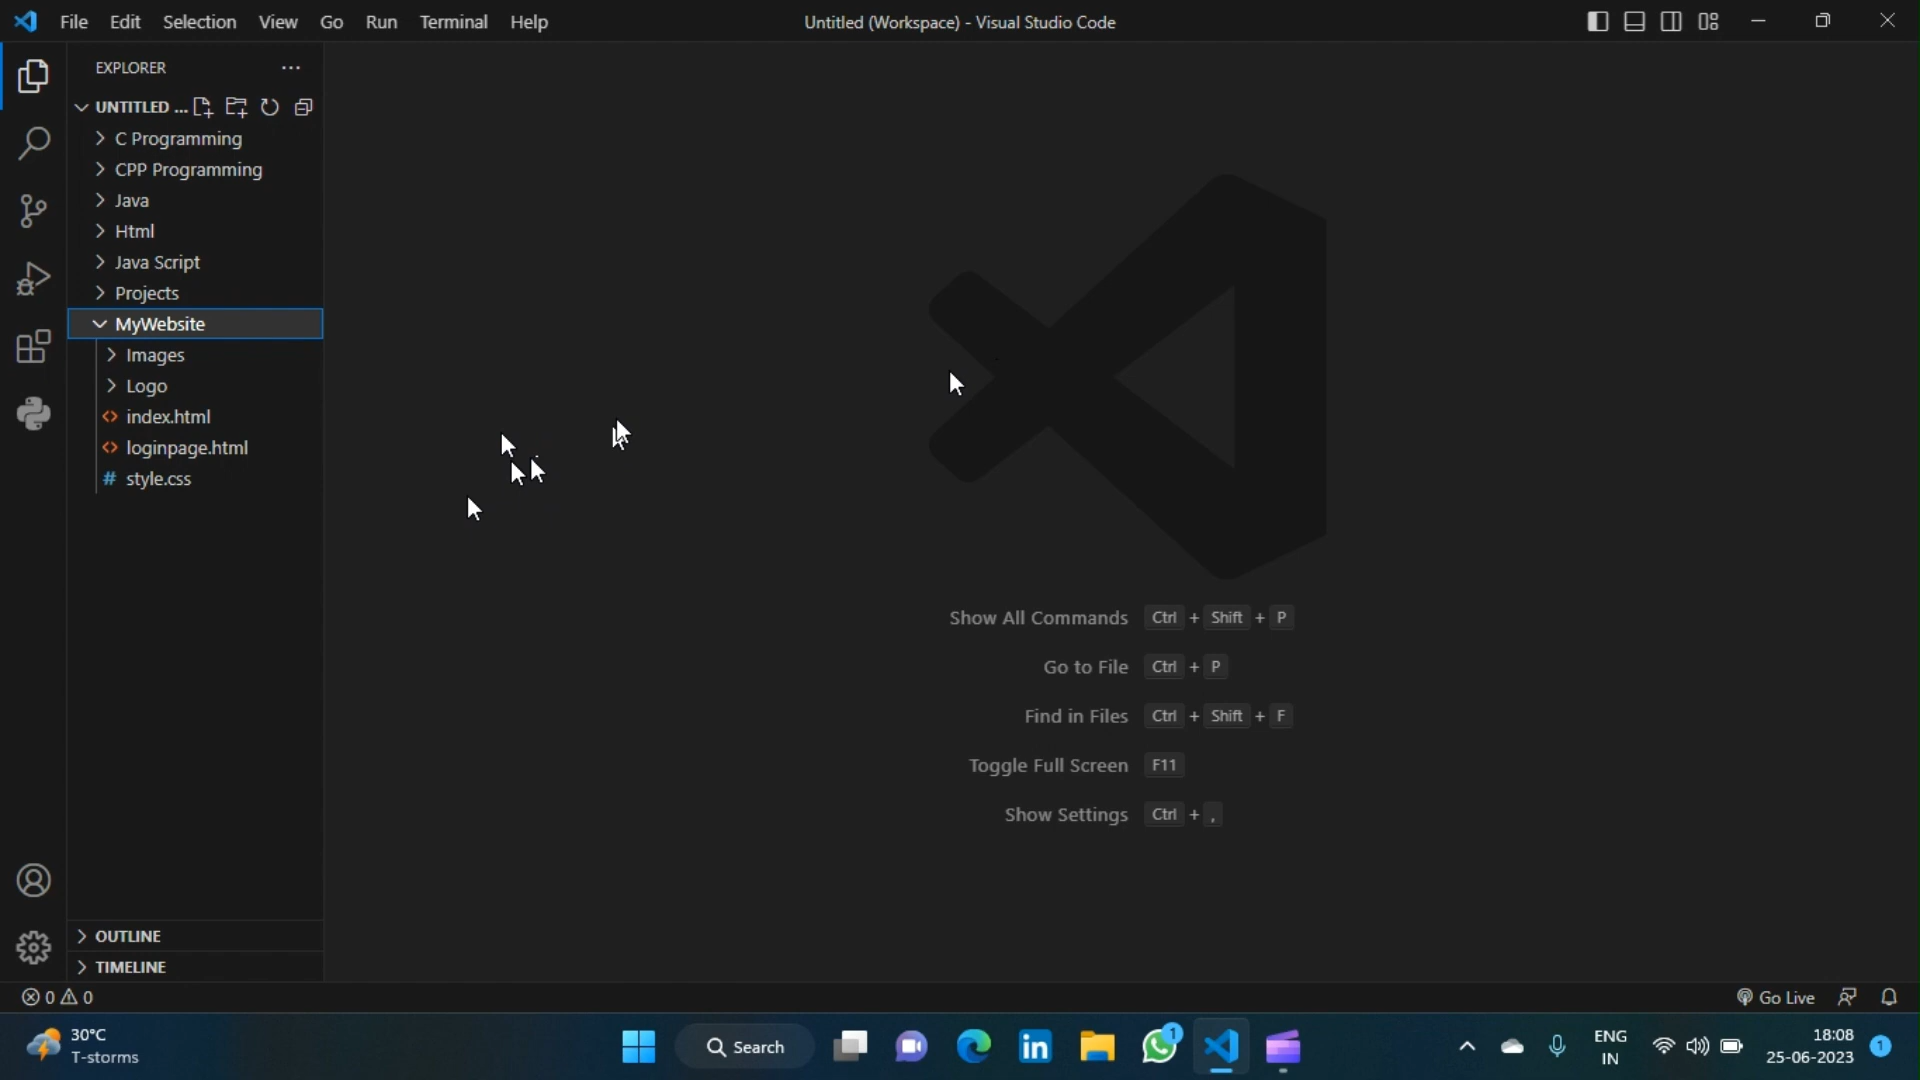 File Edit Selection View Go Run Terminal Help
Untitled (Workspace) - Visual Studio Code
EXPLORER
UNTITLED ...
C Programming
CPP Programming
Java
Html
Java Script
Projects
MyWebsite
Images
Logo
index.html
loginpage.html
# style.css
Show All Commands Ctrl + Shift + P
Go to File Ctrl + P
Find in Files Ctrl + Shift + F
Toggle Full Screen F11
Show Settings Ctrl + ,
OUTLINE
TIMELINE
0 0
Go Live
30°C
T-storms
Search
in
1
ENG
IN
18:08
25-06-2023
1